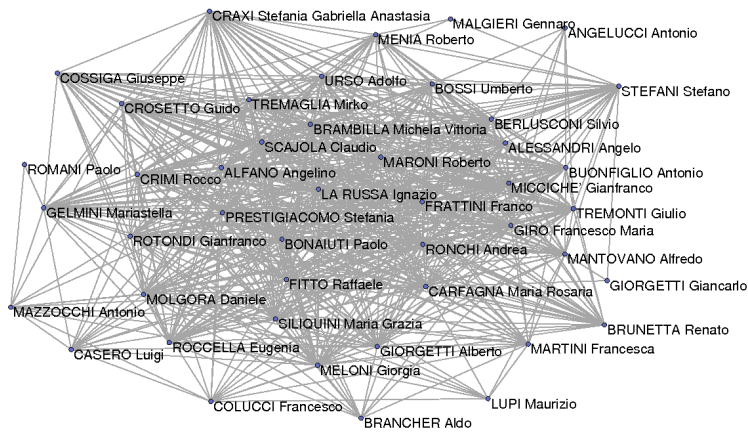 CRAXI Stefania Gabriella Anastasia
MALGIERI Gennaro
ANGELUCCI Antonio
MENIA Roberto
COSSIGA Giuseppe
URSO Adolfo
BOSSI Umberto
STEFANI Stefano
CROSETTO Guido
TREMAGLIA Mirko
BRAMBILLA Michela Vittoria
BERLUSCONI Silvio
SCAJOLA Claudio
ALESSANDRI Angelo
MARONI Roberto
ROMANI Paolo
CRIMI Rocco
ALFANO Angelino
BUONFIGLIO Antonio
LA RUSSA Ignazio
MICCICHE' Gianfranco
FRATTINI Franco
GELMINI Mariastella
PRESTIGIACOMO Stefania
TREMONTI Giulio
GIRO Francesco Maria
ROTONDI Gianfranco
BONAIUTI Paolo
RONCHI Andrea
MANTOVANO Alfredo
FITTO Raffaele
CARFAGNA Maria Rosaria
GIORGETTI Giancarlo
MOLGORA Daniele
MAZZOCCHI Antonio
SILIQUINI Maria Grazia
BRUNETTA Renato
CASERO Luigi
ROCCELLA Eugenia
GIORGETTI Alberto
MARTINI Francesca
MELONI Giorgia
COLUCCI Francesco
LUPI Maurizio
BRANCHER Aldo